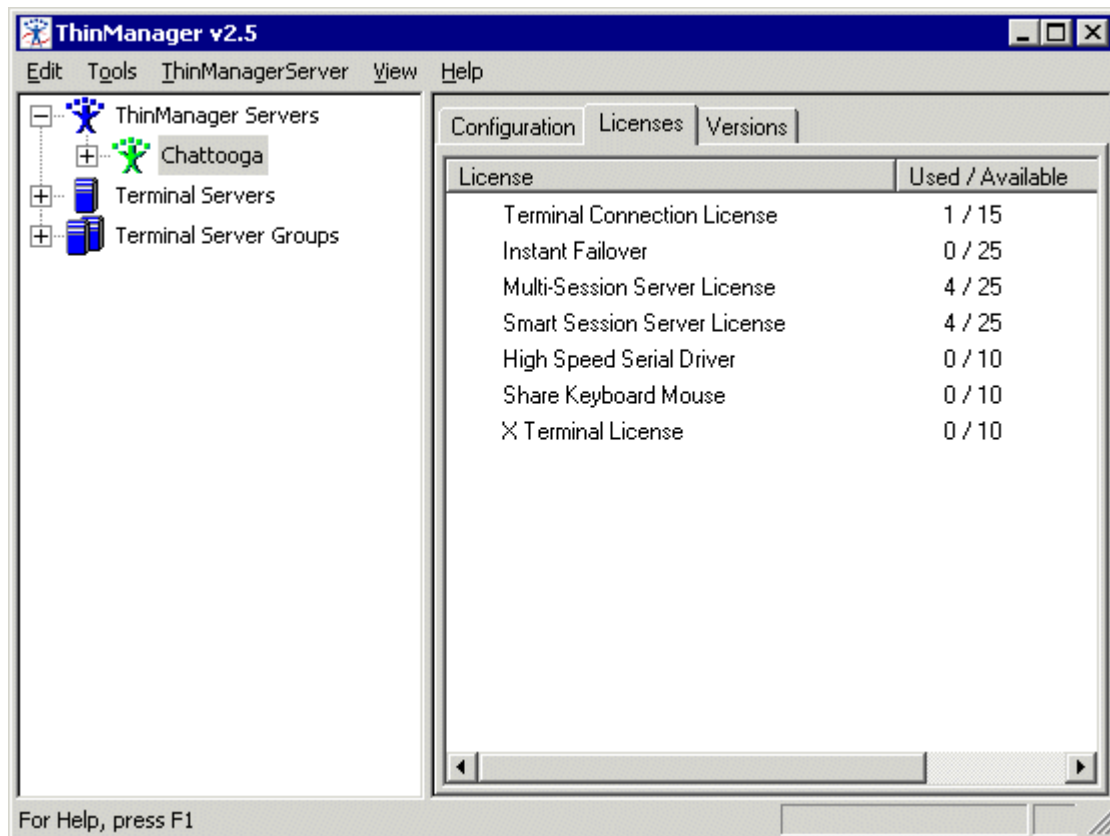 ThinManager v2.5
Edit Tools ThinManagerServer View Help
ThinManager Servers
Chattooga
Terminal Servers
Terminal Server Groups
Configuration Licenses Versions
License Used / Available
Terminal Connection License 1 / 15
Instant Failover 0 / 25
Multi-Session Server License 4 / 25
Smart Session Server License 4 / 25
High Speed Serial Driver 0 / 10
Share Keyboard Mouse 0 / 10
X Terminal License 0 / 10
For Help, press F1